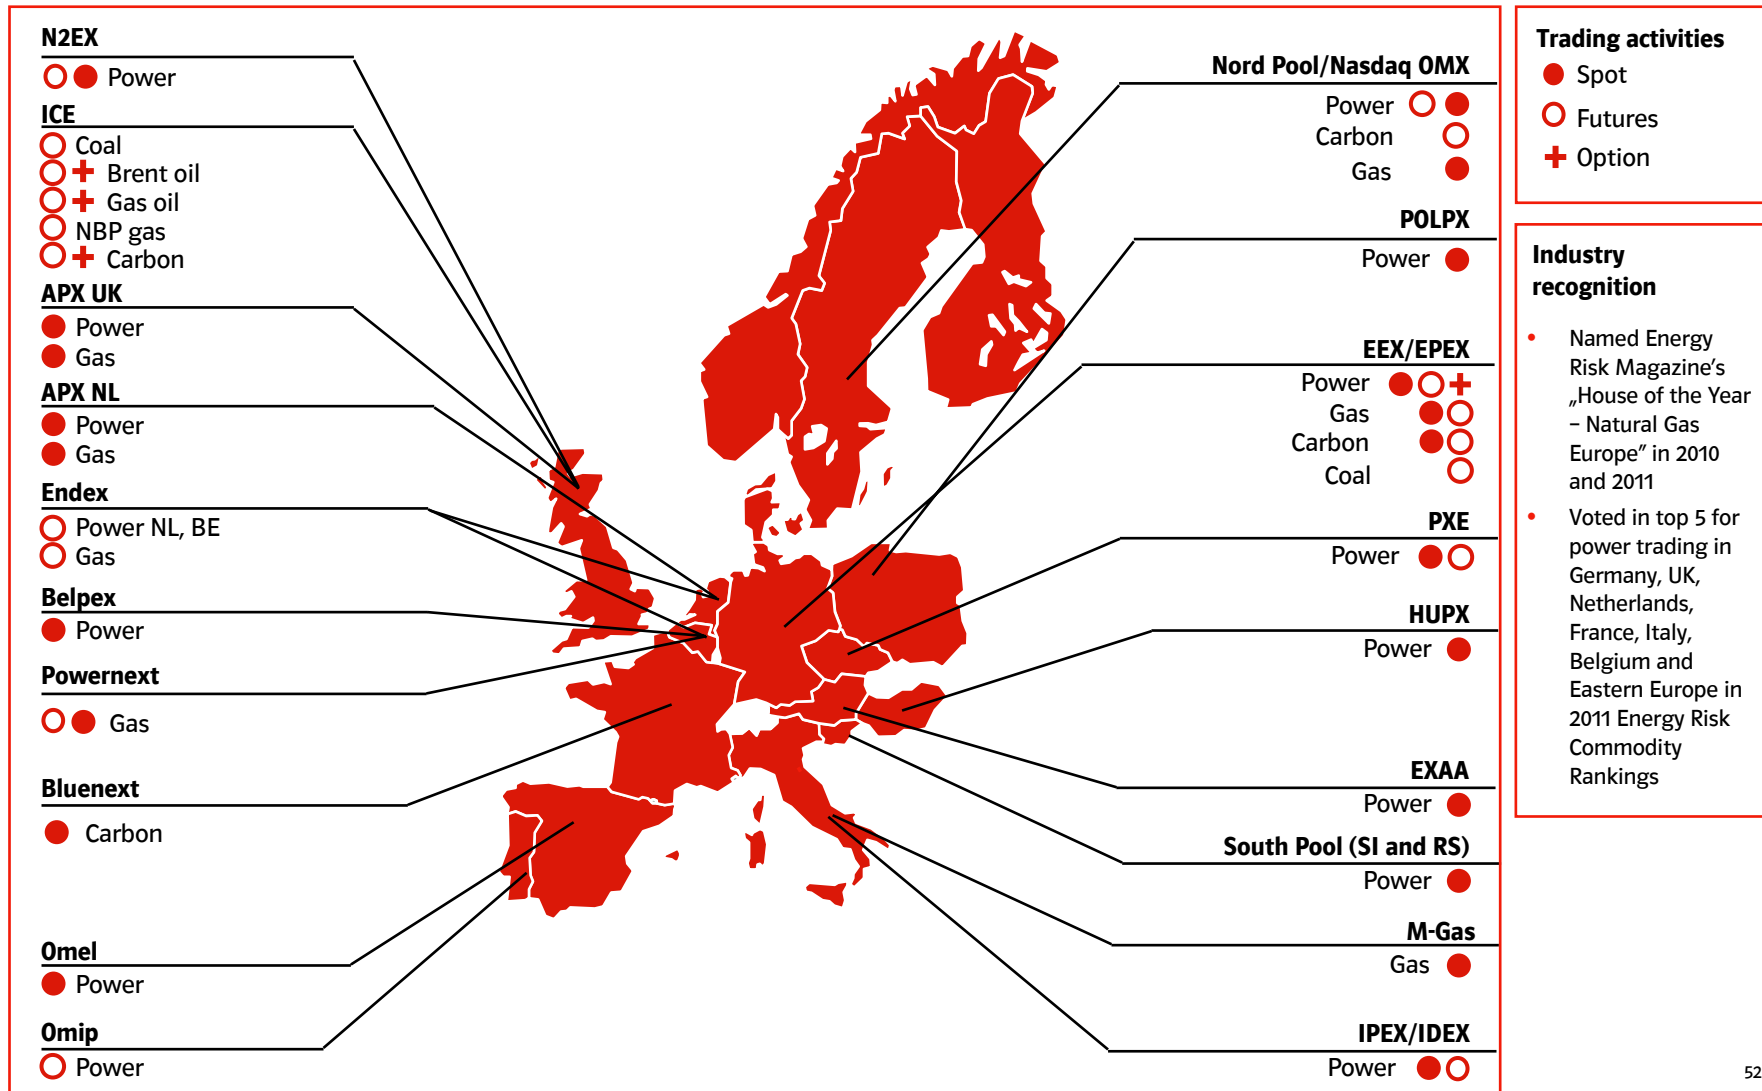 N2EX
Power
ICE
Coal
Brent oil
Gas oil
NBP gas
Carbon
APX UK
Power
Gas
APX NL
Power
Gas
Endex
Power NL, BE
Gas
Belpex
Power
Powernext
Gas
Bluenext
Carbon
Omel
Power
Omip
Power
Nord Pool/Nasdaq OMX
Power
Carbon
Gas
POLPX
Power
EEX/EPEX
Power
Gas
Carbon
Coal
PXE
Power
HUPX
Power
EXAA
Power
South Pool (SI and RS)
Power
M-Gas
Gas
IPEX/IDEX
Power
Trading activities
Spot
Futures
Option
Industry
recognition
• Named Energy
Risk Magazine's
„House of the Year
– Natural Gas
Europe" in 2010
and 2011
• Voted in top 5 for
power trading in
Germany, UK,
Netherlands,
France, Italy,
Belgium and
Eastern Europe in
2011 Energy Risk
Commodity
Rankings
52